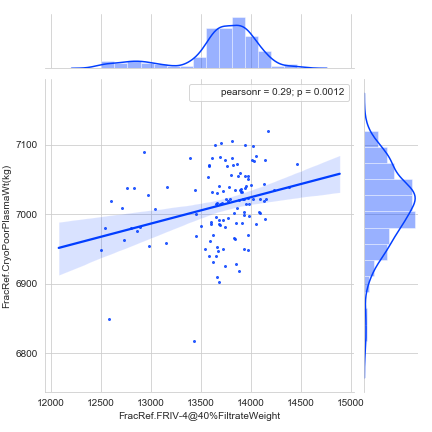 pearsonr = 0.29; p = 0.0012
7100
7000
6900
6800
FracRef.CryoPoorPlasmaWt(kg)
12000 12500 13000 13500 14000 14500 15000
FracRef.FRIV-4@40%FiltrateWeight